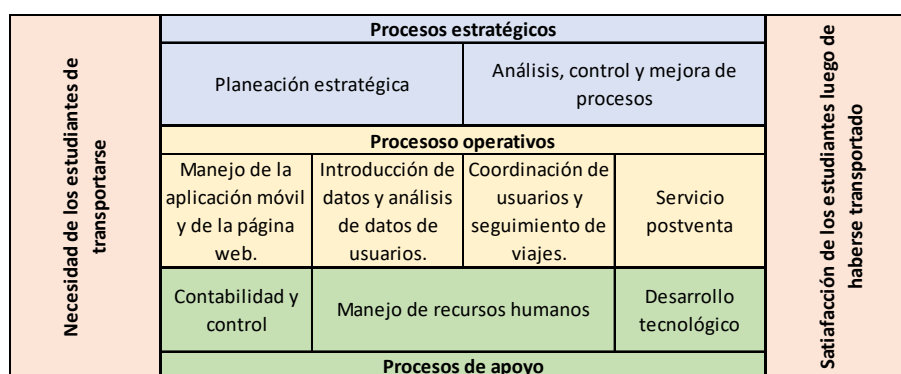 Necesidad de los estudiantes de
transportarse
Procesos estratégicos
Planeación estratégica
Análisis, control y mejora de
procesos
Procesoso operativos
Manejo de la
aplicación móvil
y de la página
web.
Introducción de
datos y análisis
de datos de
usuarios.
Coordinación de
usuarios y
seguimiento de
viajes.
Servicio
postventa
Contabilidad y
control
Manejo de recursos humanos
Desarrollo
tecnológico
Procesos de apoyo
Satiafacción de los estudiantes luego de
haberse transportado